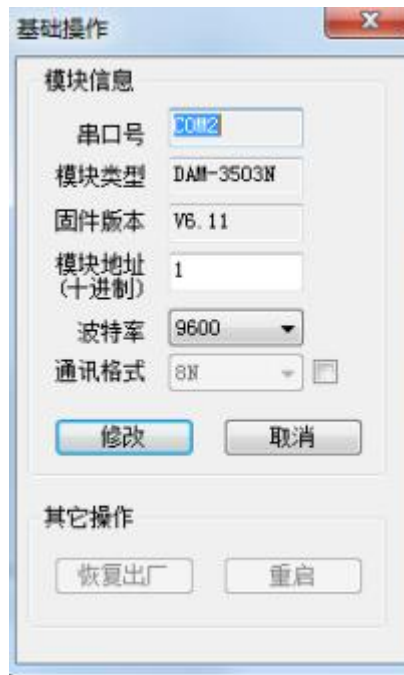 基础操作
模块信息
串口号 COM2
模块类型 DAM-3503N
固件版本 V6.11
模块地址 1
(十进制)
波特率 9600
通讯格式 8N
修改 取消
其它操作
恢复出厂 重启